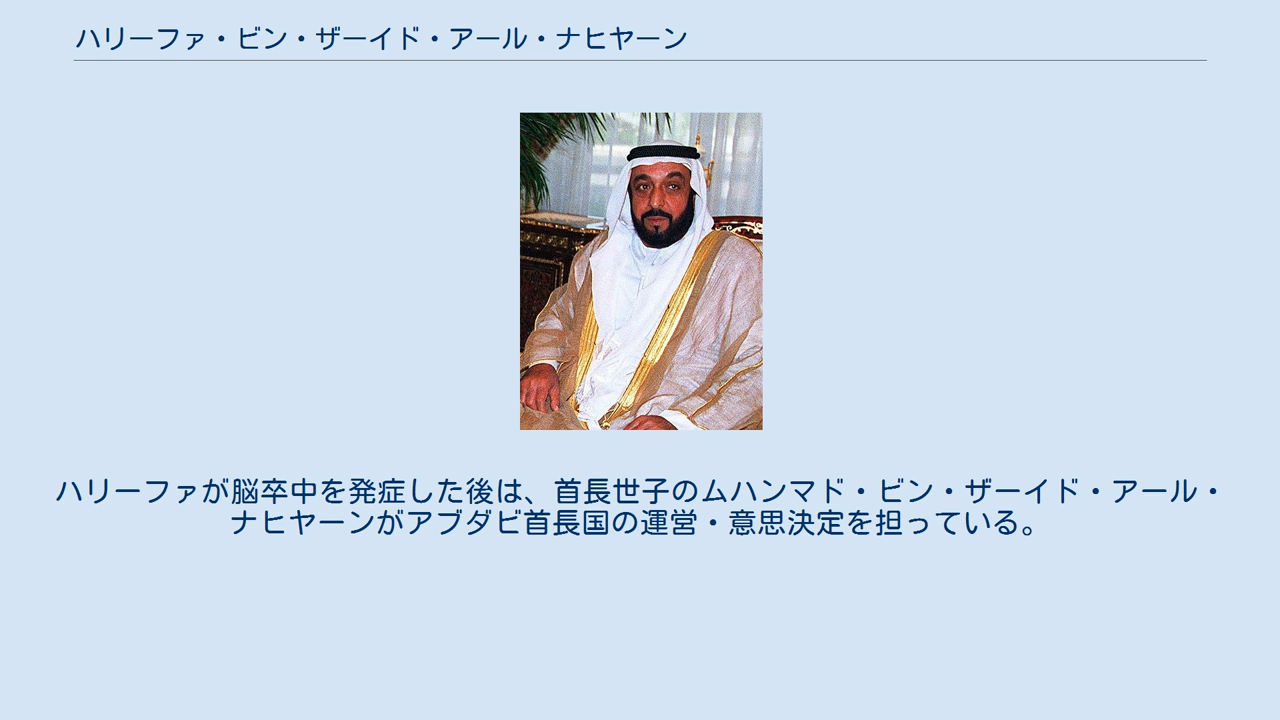 ハリーファ・ビン・ザーイド・アール・ナヒヤーン
ハリーファが脳卒中を発症した後は、首長世子のムハンマド・ビン・ザーイド・アール・
ナヒヤーンがアブダビ首長国の運営・意思決定を担っている。